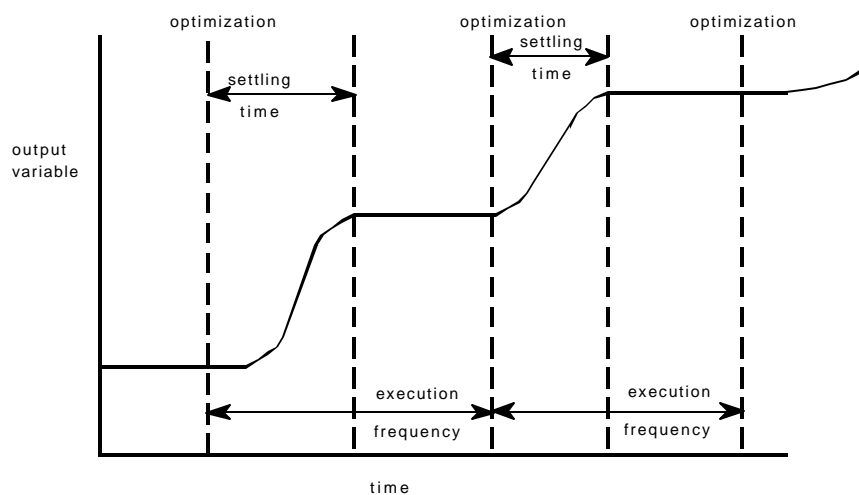 optimization
optimization
optimization
settling
time
settling
time
output
variable
execution
frequency
execution
frequency
time